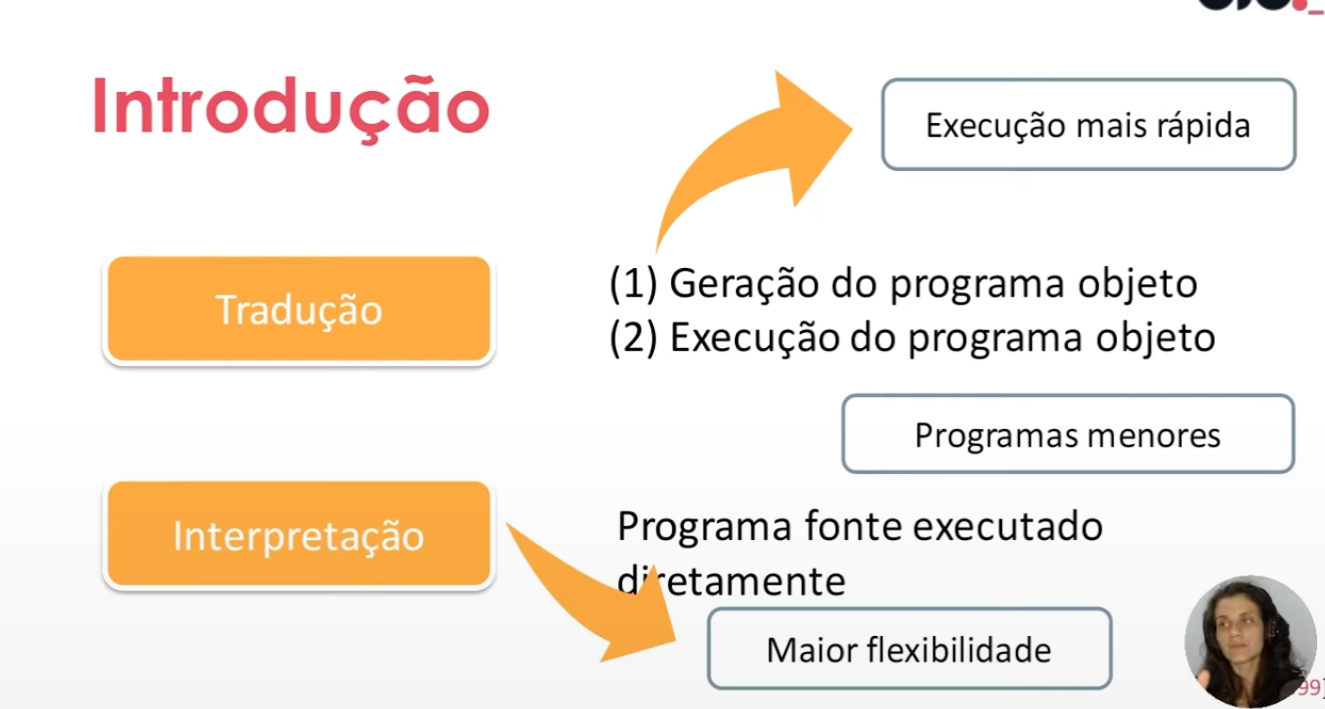 Introdução
Execução mais rápida
Tradução
(1) Geração do programa objeto
(2) Execução do programa objeto
Programas menores
Interpretação
Programa fonte executado
diretamente
Maior flexibilidade
99]